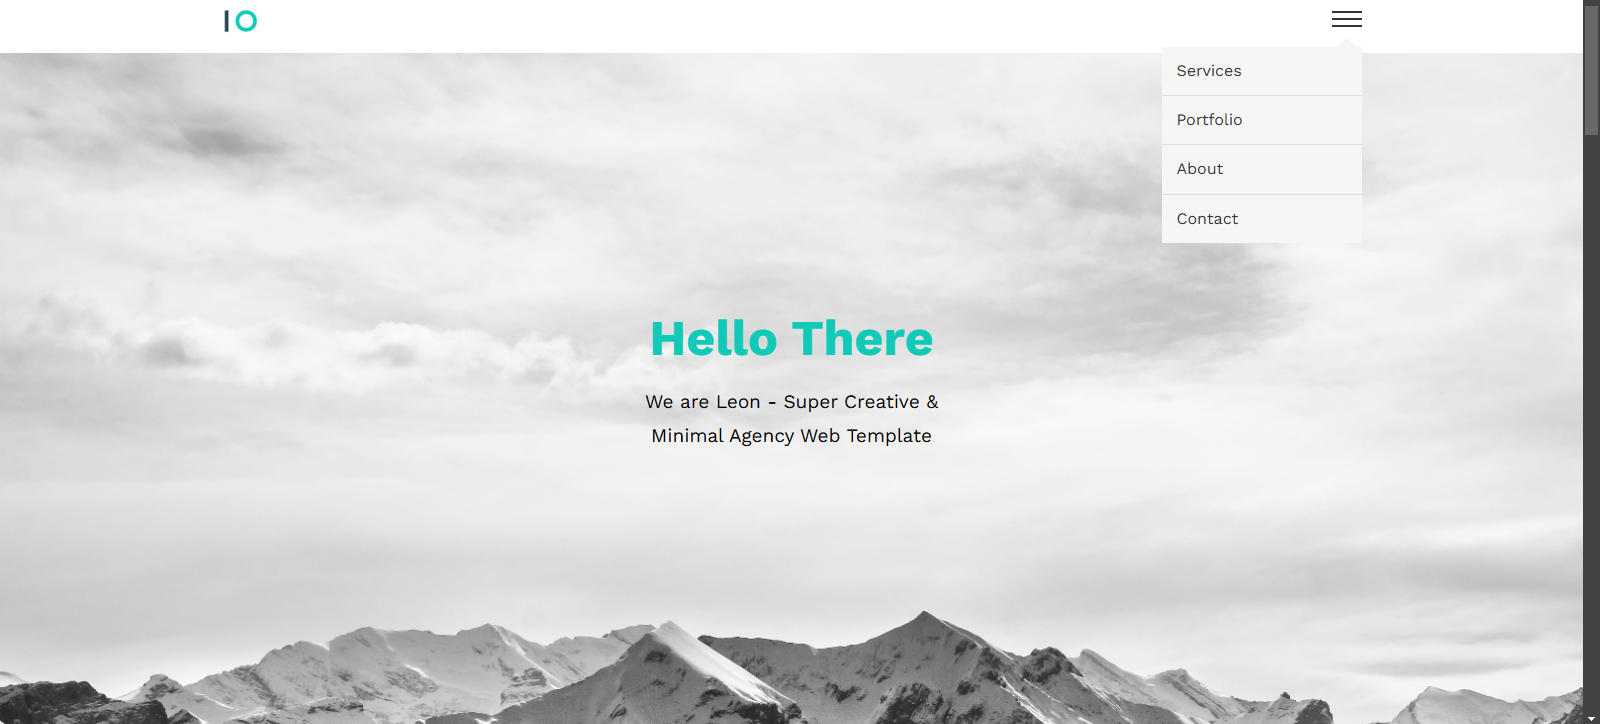 IO
Services
Portfolio
About
Contact
Hello There
We are Leon - Super Creative &
Minimal Agency Web Template